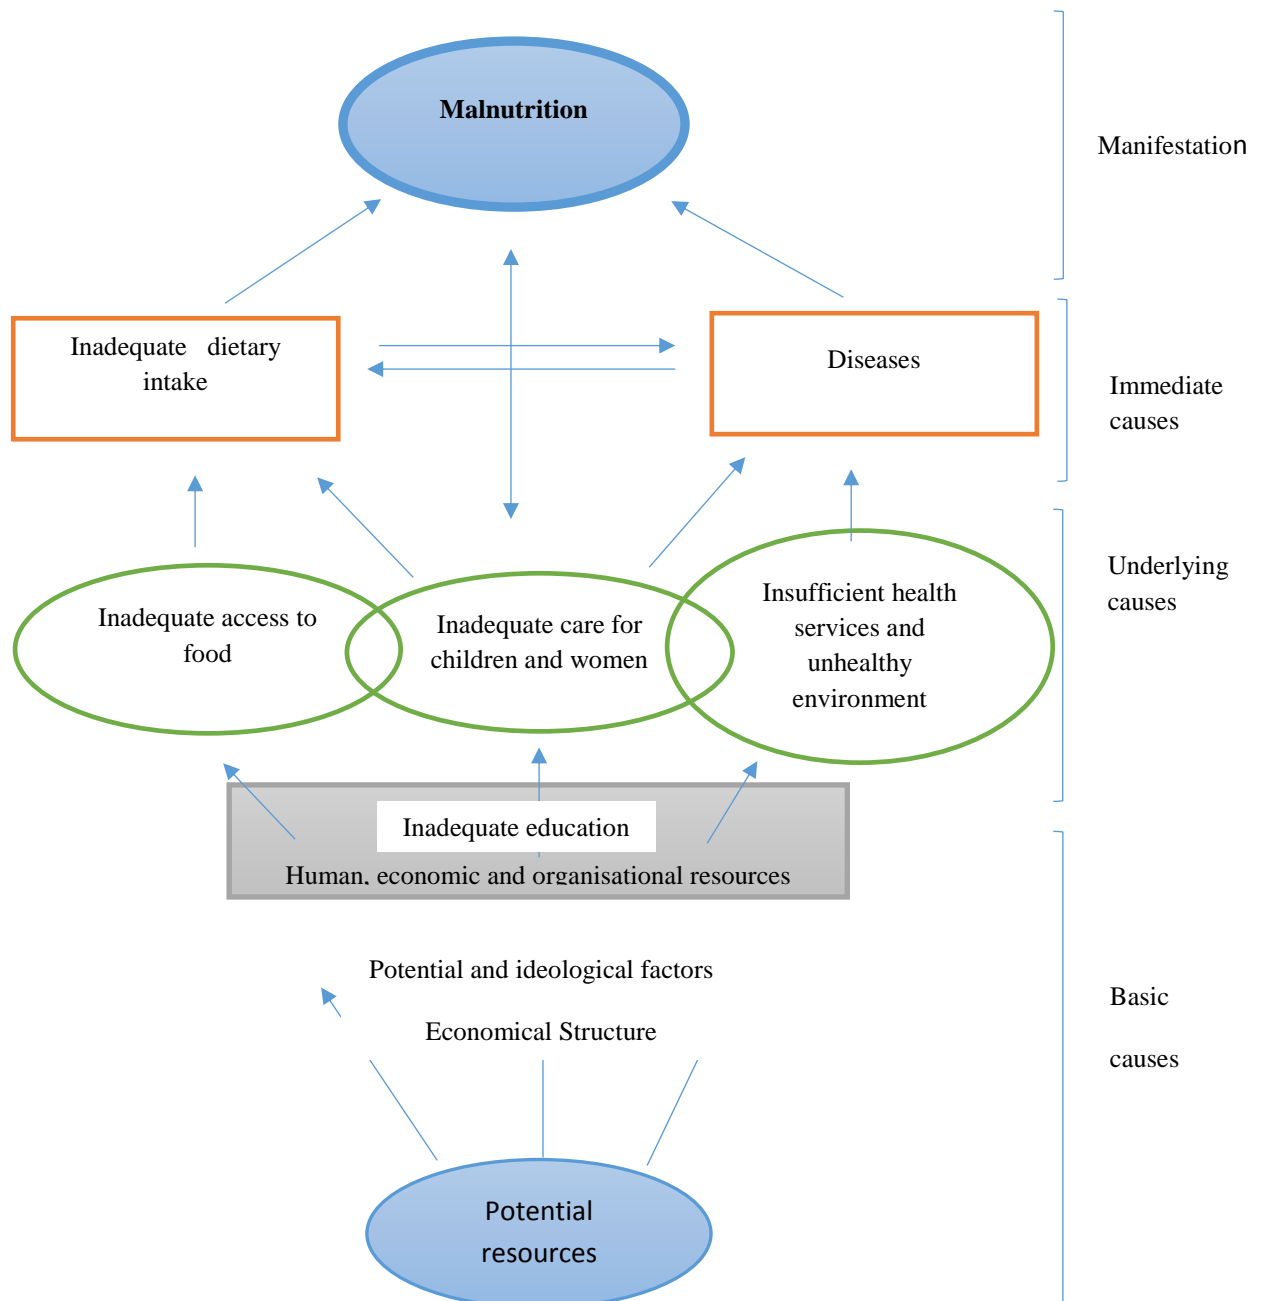 Malnutrition
Manifestation
Inadequate dietary
intake
Diseases
Immediate
causes
Inadequate access to
food
Inadequate care for
children and women
Insufficient health
services and
unhealthy
environment
Underlying
causes
Inadequate education
Human, economic and organisational resources
Potential and ideological factors
Economical Structure
Basic
causes
Potential
resources